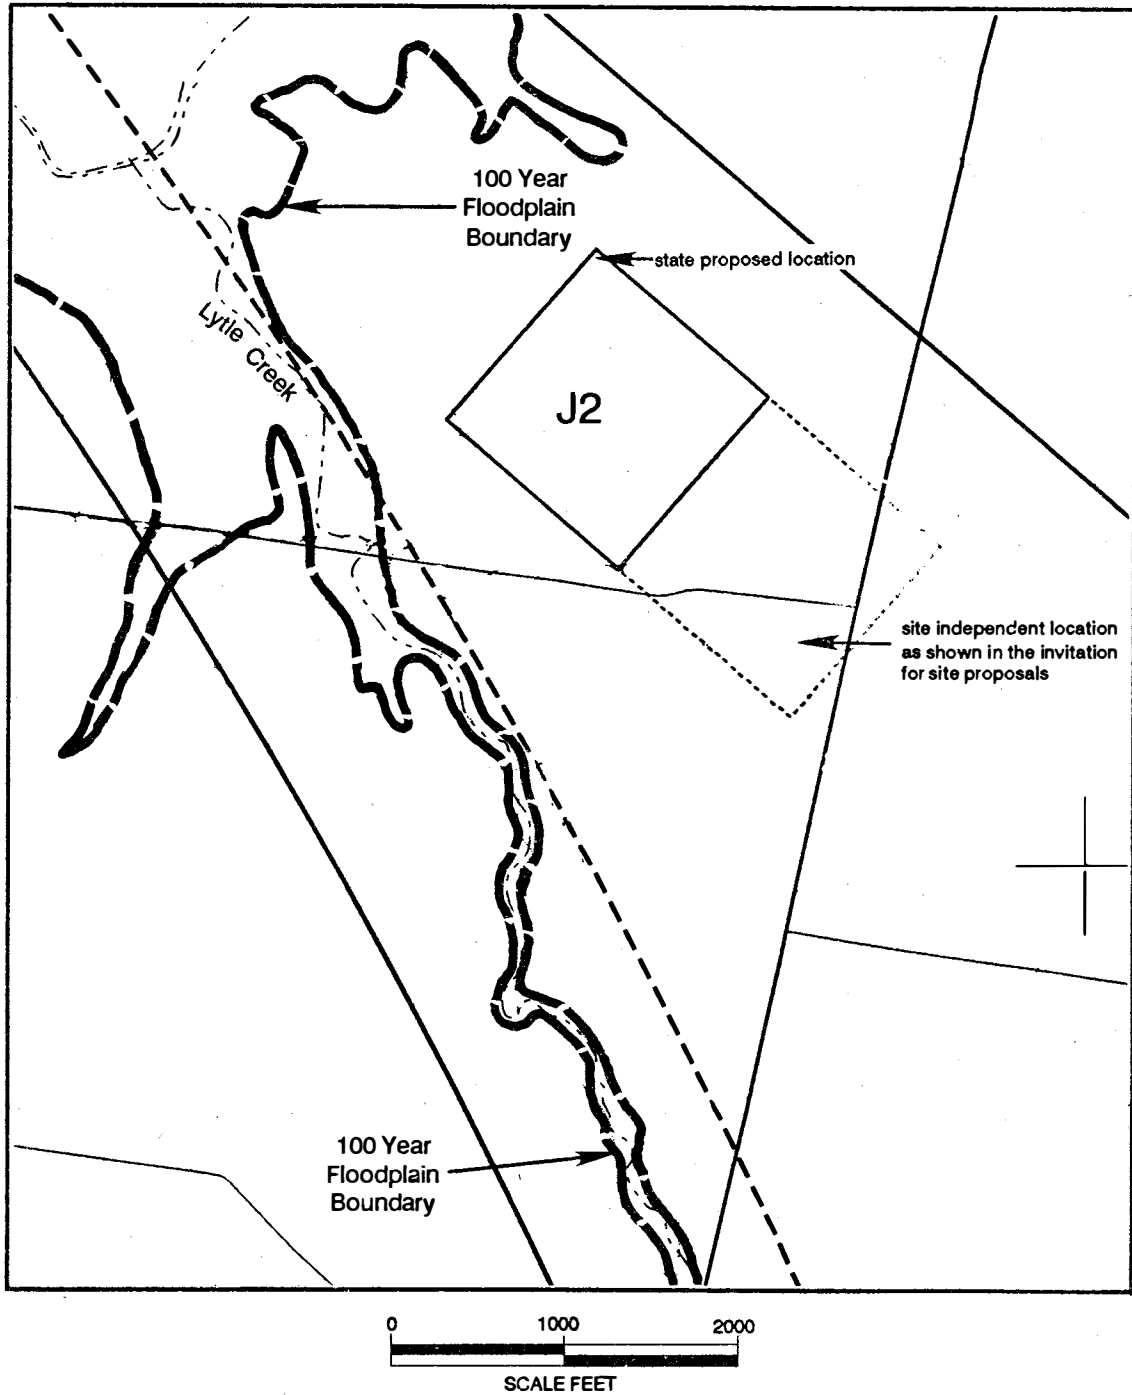 100 Year
Floodplain
Boundary
state proposed location
Lytle Creek
J2
site independent location
as shown in the invitation
for site proposals
100 Year
Floodplain
Boundary
0 1000 2000
SCALE FEET